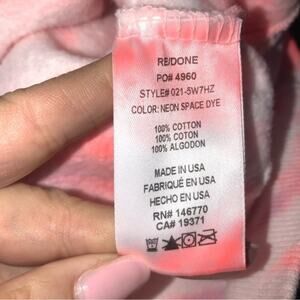 RE/DONE
PO# 4960
STYLE# 021-5W7HZ
COLOR: NEON SPACE DYE
100% COTTON
100% COTON
100% ALGODON
MADE IN USA
FABRIQUÉ EN USA
HECHO EN USA
RN# 146770
CA# 19371